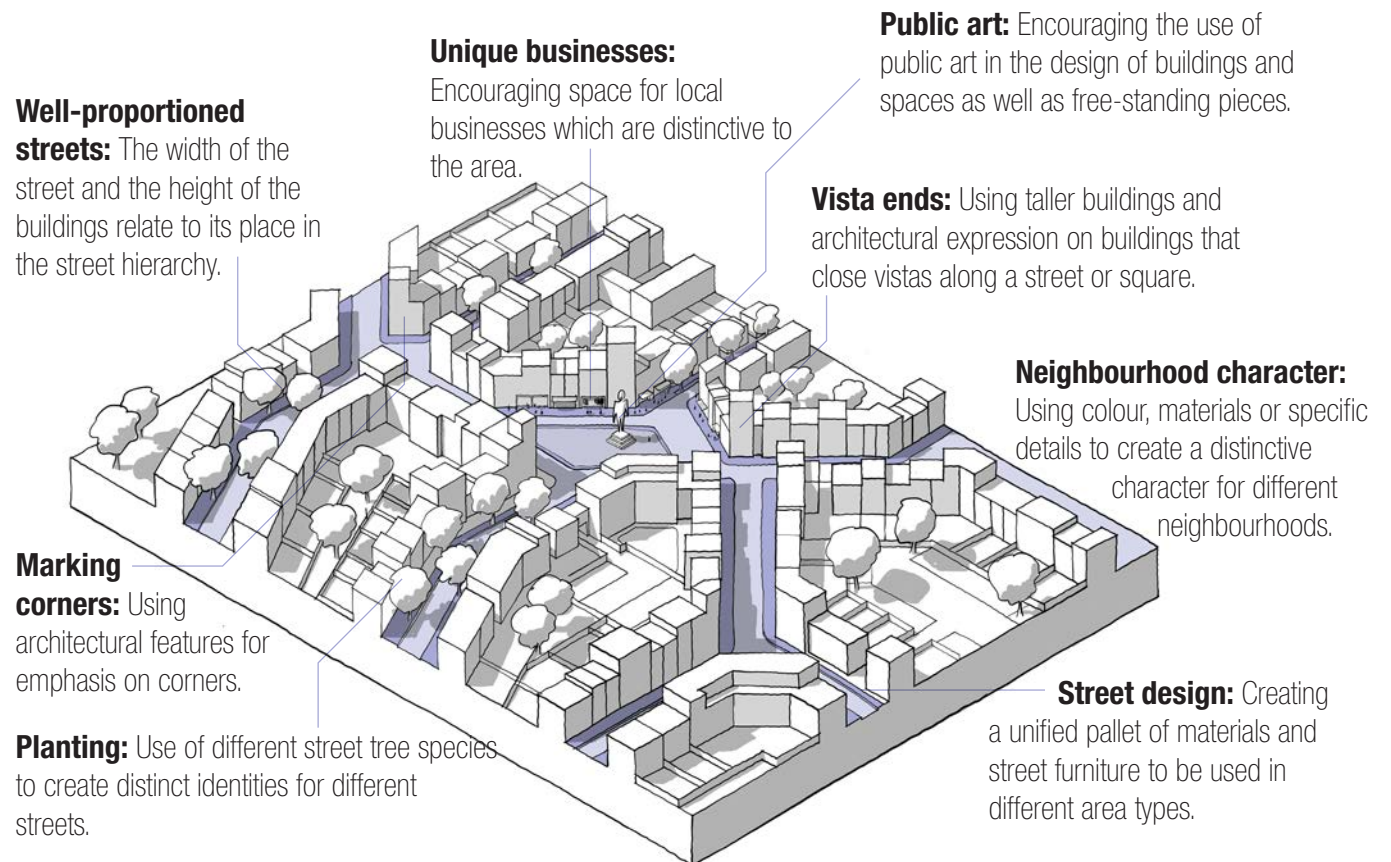 Well-proportioned
streets: The width of the
street and the height of the
buildings relate to its place in
the street hierarchy.
Unique businesses:
Encouraging space for local
businesses which are distinctive to
the area.
Public art: Encouraging the use of
public art in the design of buildings and
spaces as well as free-standing pieces.
Vista ends: Using taller buildings and
architectural expression on buildings that
close vistas along a street or square.
Neighbourhood character:
Using colour, materials or specific
details to create a distinctive
character for different
neighbourhoods.
Marking
corners: Using
architectural features for
emphasis on corners.
Planting: Use of different street tree species
to create distinct identities for different
streets.
Street design: Creating
a unified pallet of materials and
street furniture to be used in
different area types.